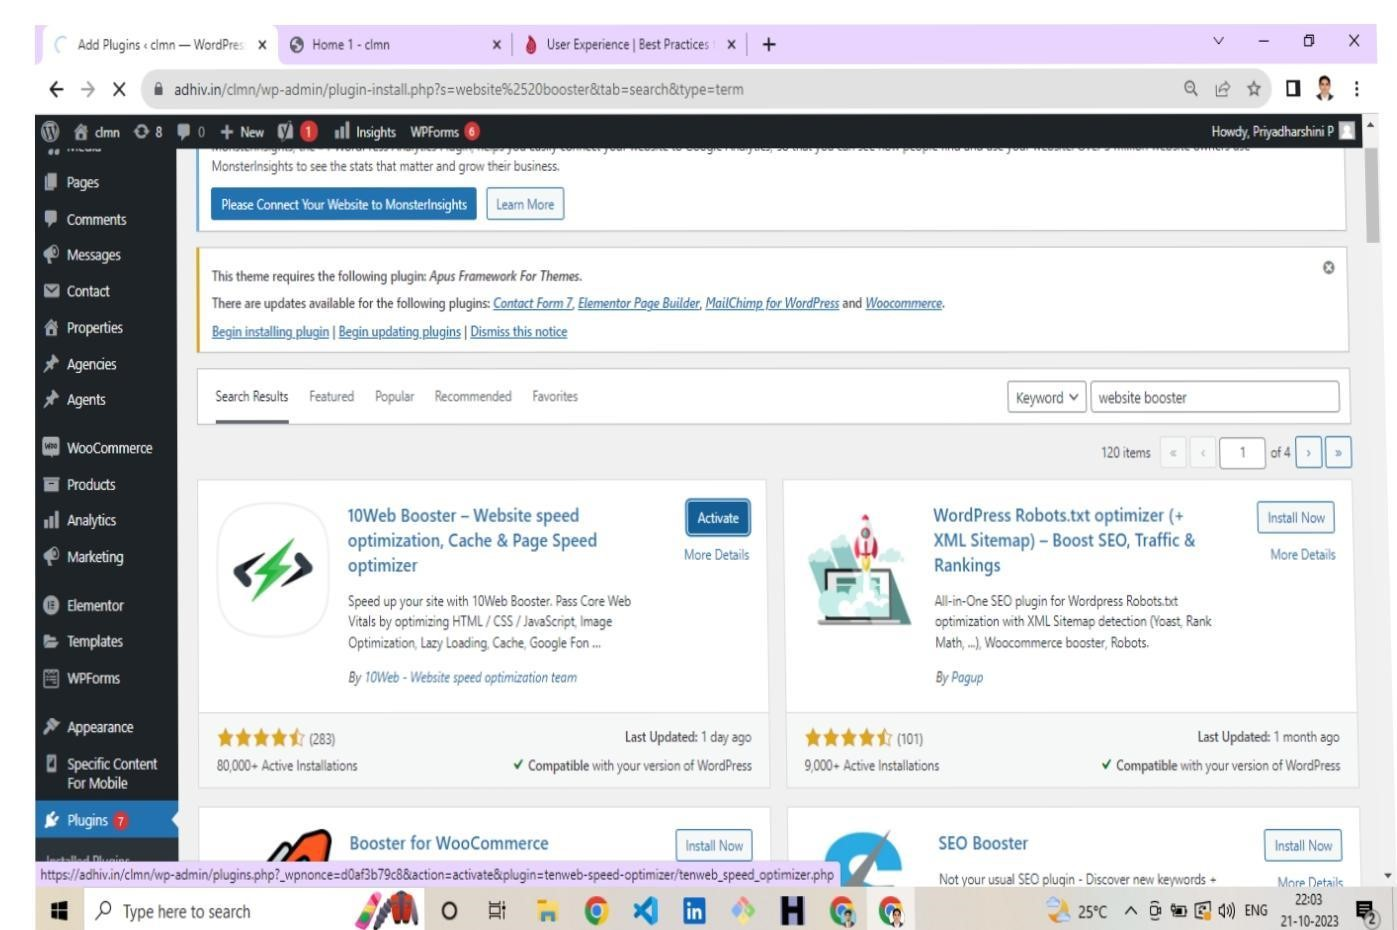 Add Plugins ‹ clmn — WordPres
Home 1 - clmn
User Experience | Best Practices
adhiv.in/clmn/wp-admin/plugin-install.php?s=website%2520booster&tab=search&type=term
clmn 8 0 + New 1 Insights WPForms 6
Howdy, Priyadharshini P
Media
Pages
Comments
Messages
Contact
Properties
Agencies
Agents
WooCommerce
Products
Analytics
Marketing
Elementor
Templates
WPForms
Appearance
Specific Content
For Mobile
Plugins 7
Installed Plugins
MonsterInsights to see the stats that matter and grow their business.
Please Connect Your Website to MonsterInsights
Learn More
This theme requires the following plugin: Apus Framework For Themes.
There are updates available for the following plugins: Contact Form 7, Elementor Page Builder, MailChimp for WordPress and Woocommerce.
Begin installing plugin | Begin updating plugins | Dismiss this notice
Search Results Featured Popular Recommended Favorites
Keyword
website booster
120 items « ‹ 1 of 4 › »
10Web Booster – Website speed
optimization, Cache & Page Speed
optimizer
Activate
More Details
Speed up your site with 10Web Booster. Pass Core Web
Vitals by optimizing HTML / CSS / JavaScript, Image
Optimization, Lazy Loading, Cache, Google Fon ...
By 10Web - Website speed optimization team
(283)
Last Updated: 1 day ago
80,000+ Active Installations
Compatible with your version of WordPress
WordPress Robots.txt optimizer (+
XML Sitemap) – Boost SEO, Traffic &
Rankings
Install Now
More Details
All-in-One SEO plugin for Wordpress Robots.txt
optimization with XML Sitemap detection (Yoast, Rank
Math, ...), Woocommerce booster, Robots.
By Pagup
(101)
Last Updated: 1 month ago
9,000+ Active Installations
Compatible with your version of WordPress
Booster for WooCommerce
Install Now
SEO Booster
Install Now
Not your usual SEO plugin - Discover new keywords +
More Details
https://adhiv.in/clmn/wp-admin/plugins.php?_wpnonce=d0af3b79c8&action=activate&plugin=tenweb-speed-optimizer/tenweb_speed_optimizer.php
Type here to search
25°C
ENG
22:03
21-10-2023
2